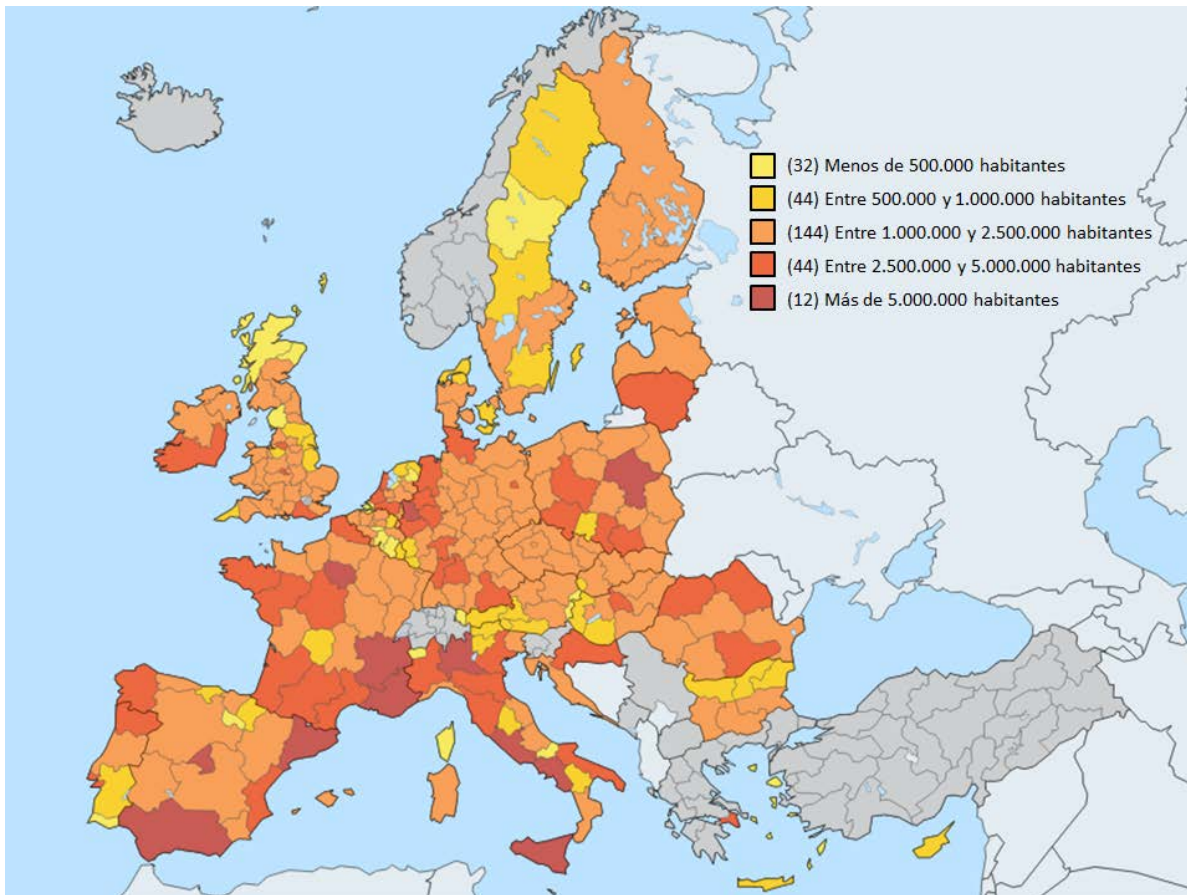 (32) Menos de 500.000 habitantes
(44) Entre 500.000 y 1.000.000 habitantes
(144) Entre 1.000.000 y 2.500.000 habitantes
(44) Entre 2.500.000 y 5.000.000 habitantes
(12) Más de 5.000.000 habitantes